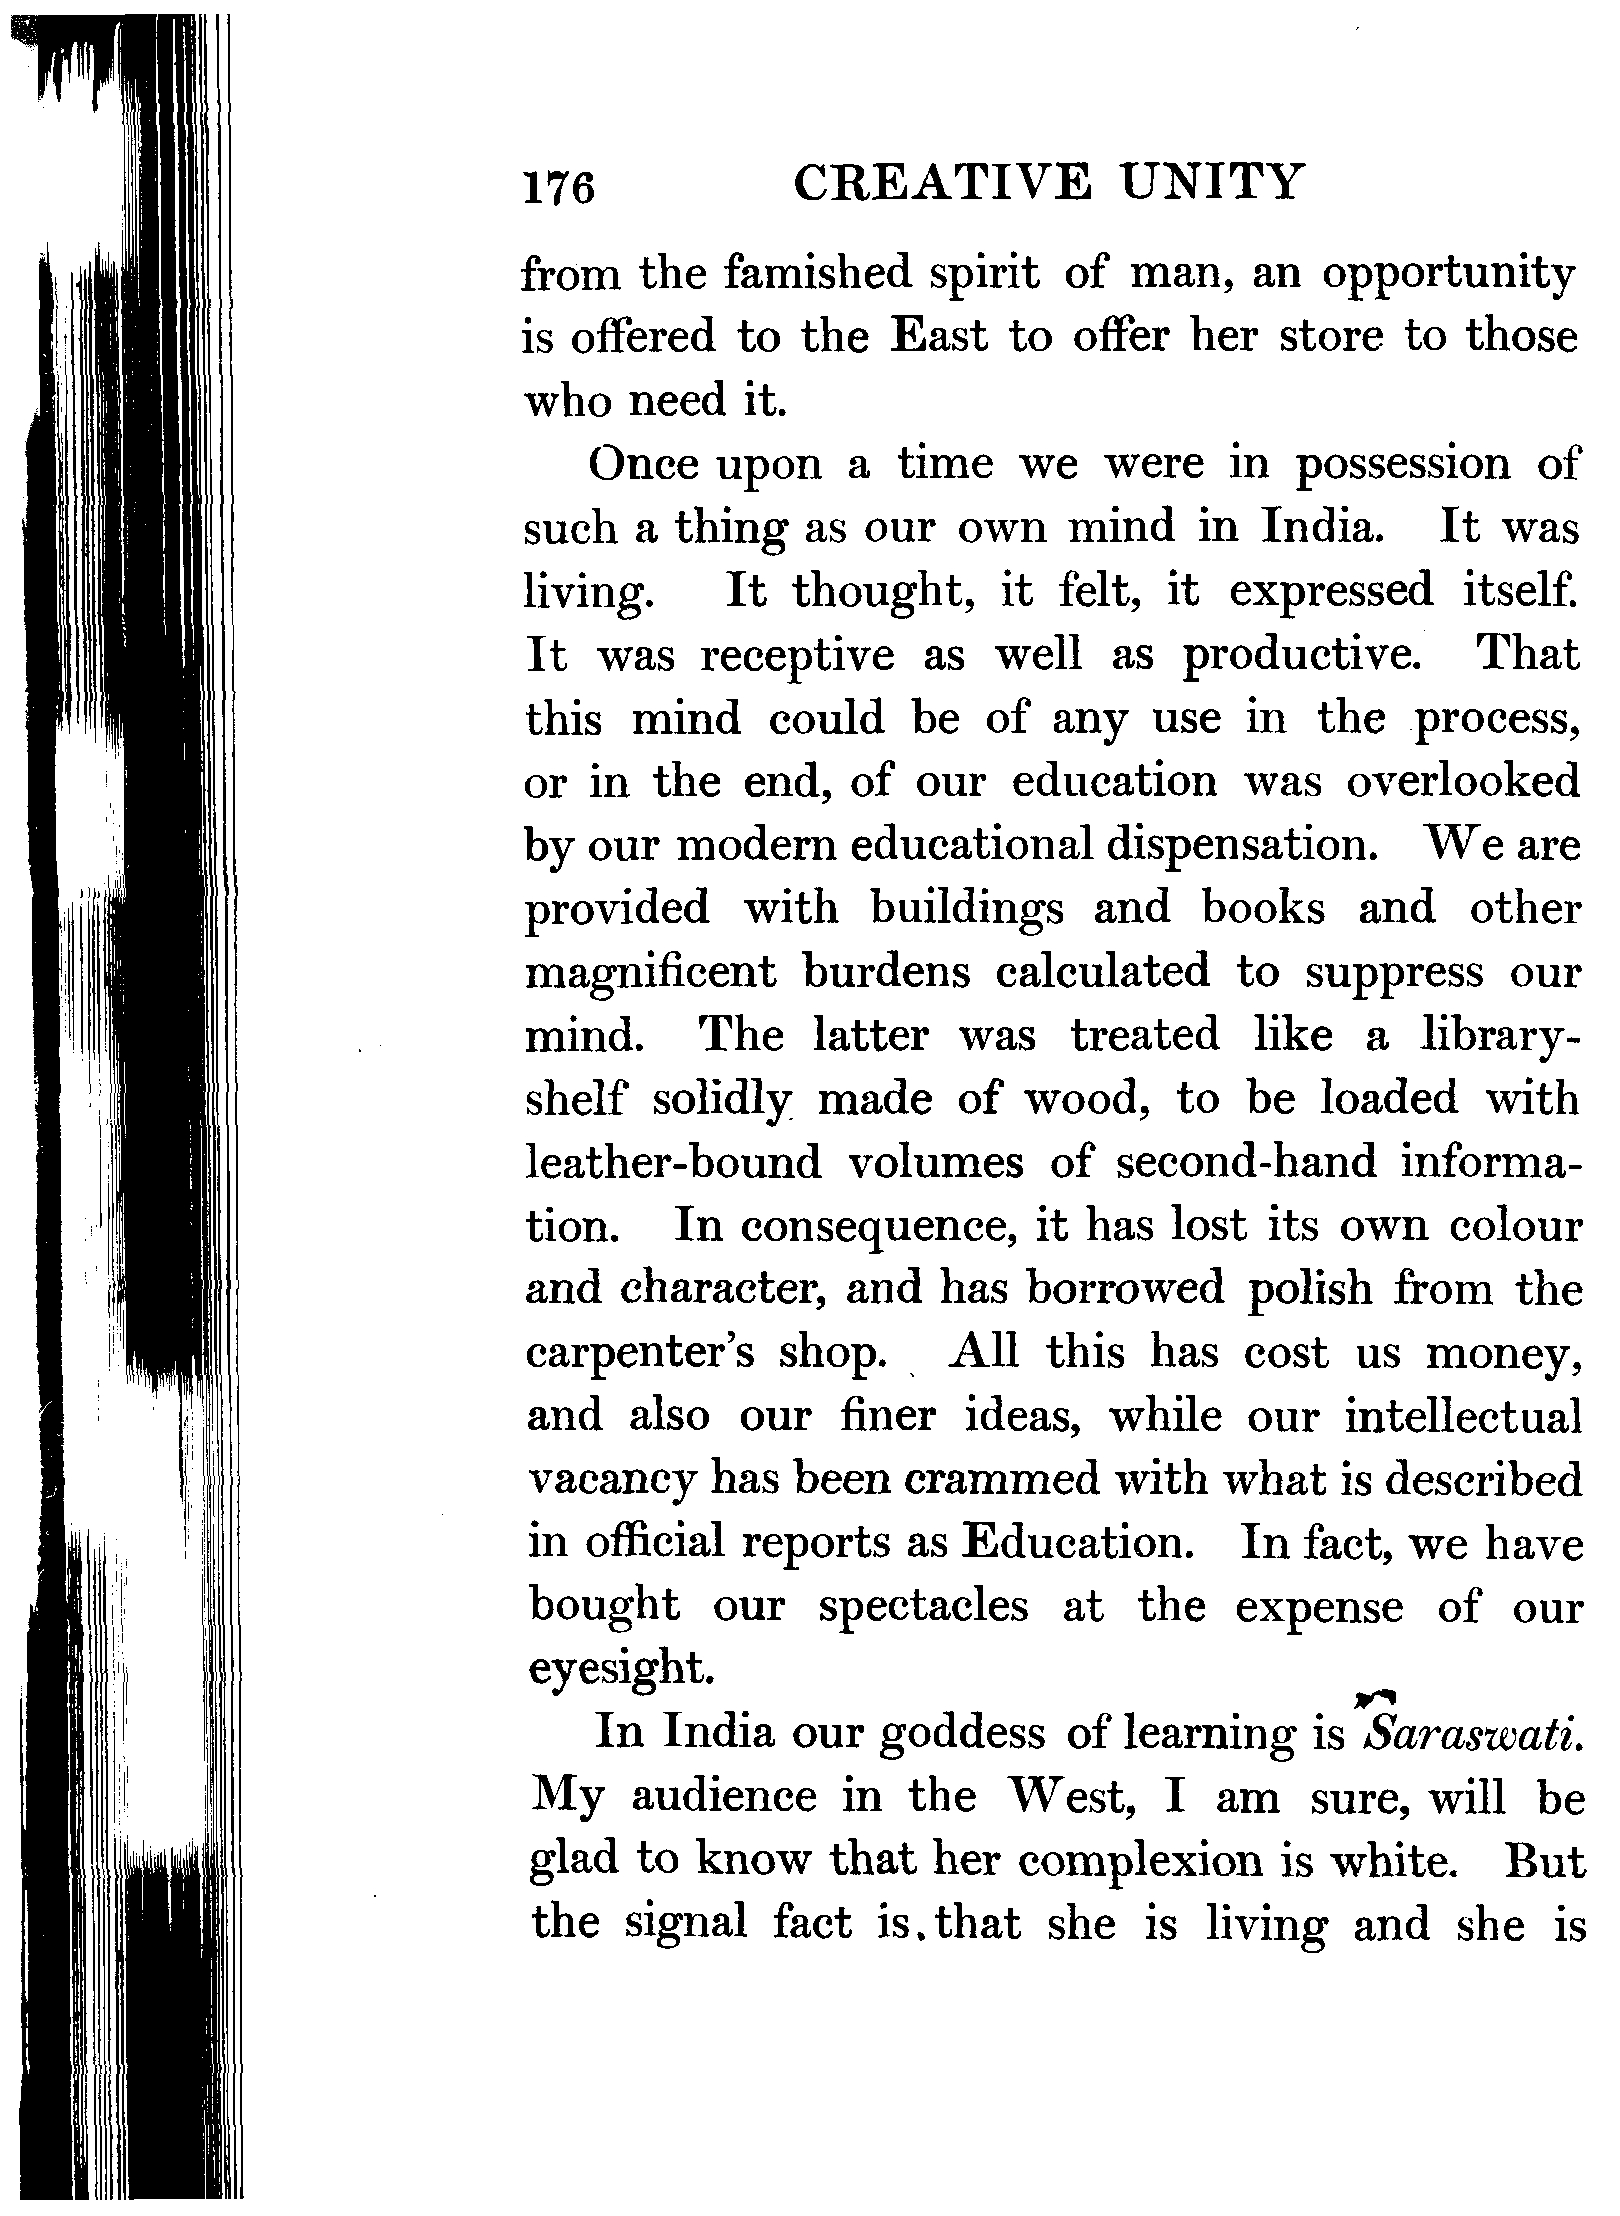 176 CREATIVE UNITY
from the famished spirit of man, an opportunity
is offered to the East to offer her store to those
who need it.
Once upon a time we were in possession of
such a thing as our own mind in India. It was
living. It thought, it felt, it expressed itself.
It was receptive as well as productive. That
this mind could be of any use in the process,
or in the end, of our education was overlooked
by our modern educational dispensation. We are
provided with buildings and books and other
magnificent burdens calculated to suppress our
mind. The latter was treated like a library-
shelf solidly made of wood, to be loaded with
leather-bound volumes of second-hand informa-
tion. In consequence, it has lost its own colour
and character, and has borrowed polish from the
carpenter's shop. All this has cost us money,
and also our finer ideas, while our intellectual
vacancy has been crammed with what is described
in official reports as Education. In fact, we have
bought our spectacles at the expense of our
eyesight.
In India our goddess of learning is Saraswati.
My audience in the West, I am sure, will be
glad to know that her complexion is white. But
the signal fact is that she is living and she is